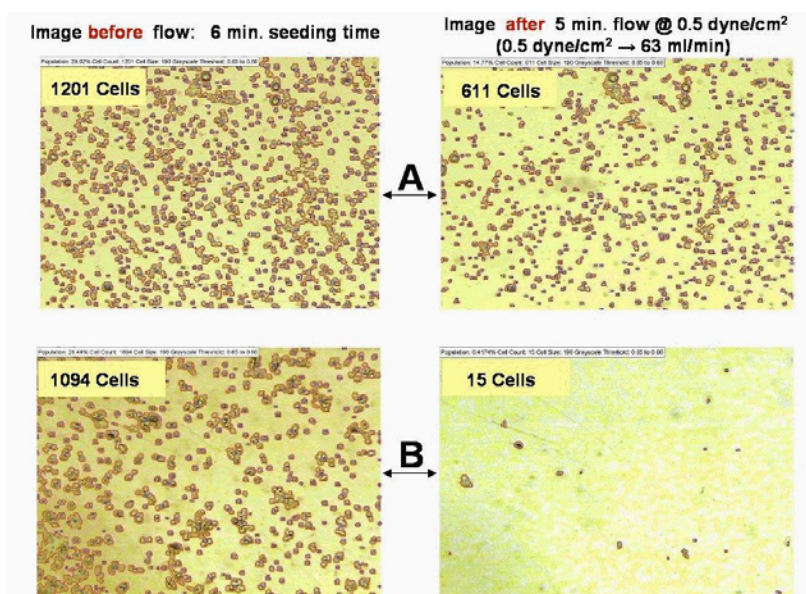 Image before flow: 6 min. seeding time
Image after 5 min. flow @ 0.5 dyne/cm²
(0.5 dyne/cm² → 63 ml/min)
1201 Cells
611 Cells
A
1094 Cells
15 Cells
B